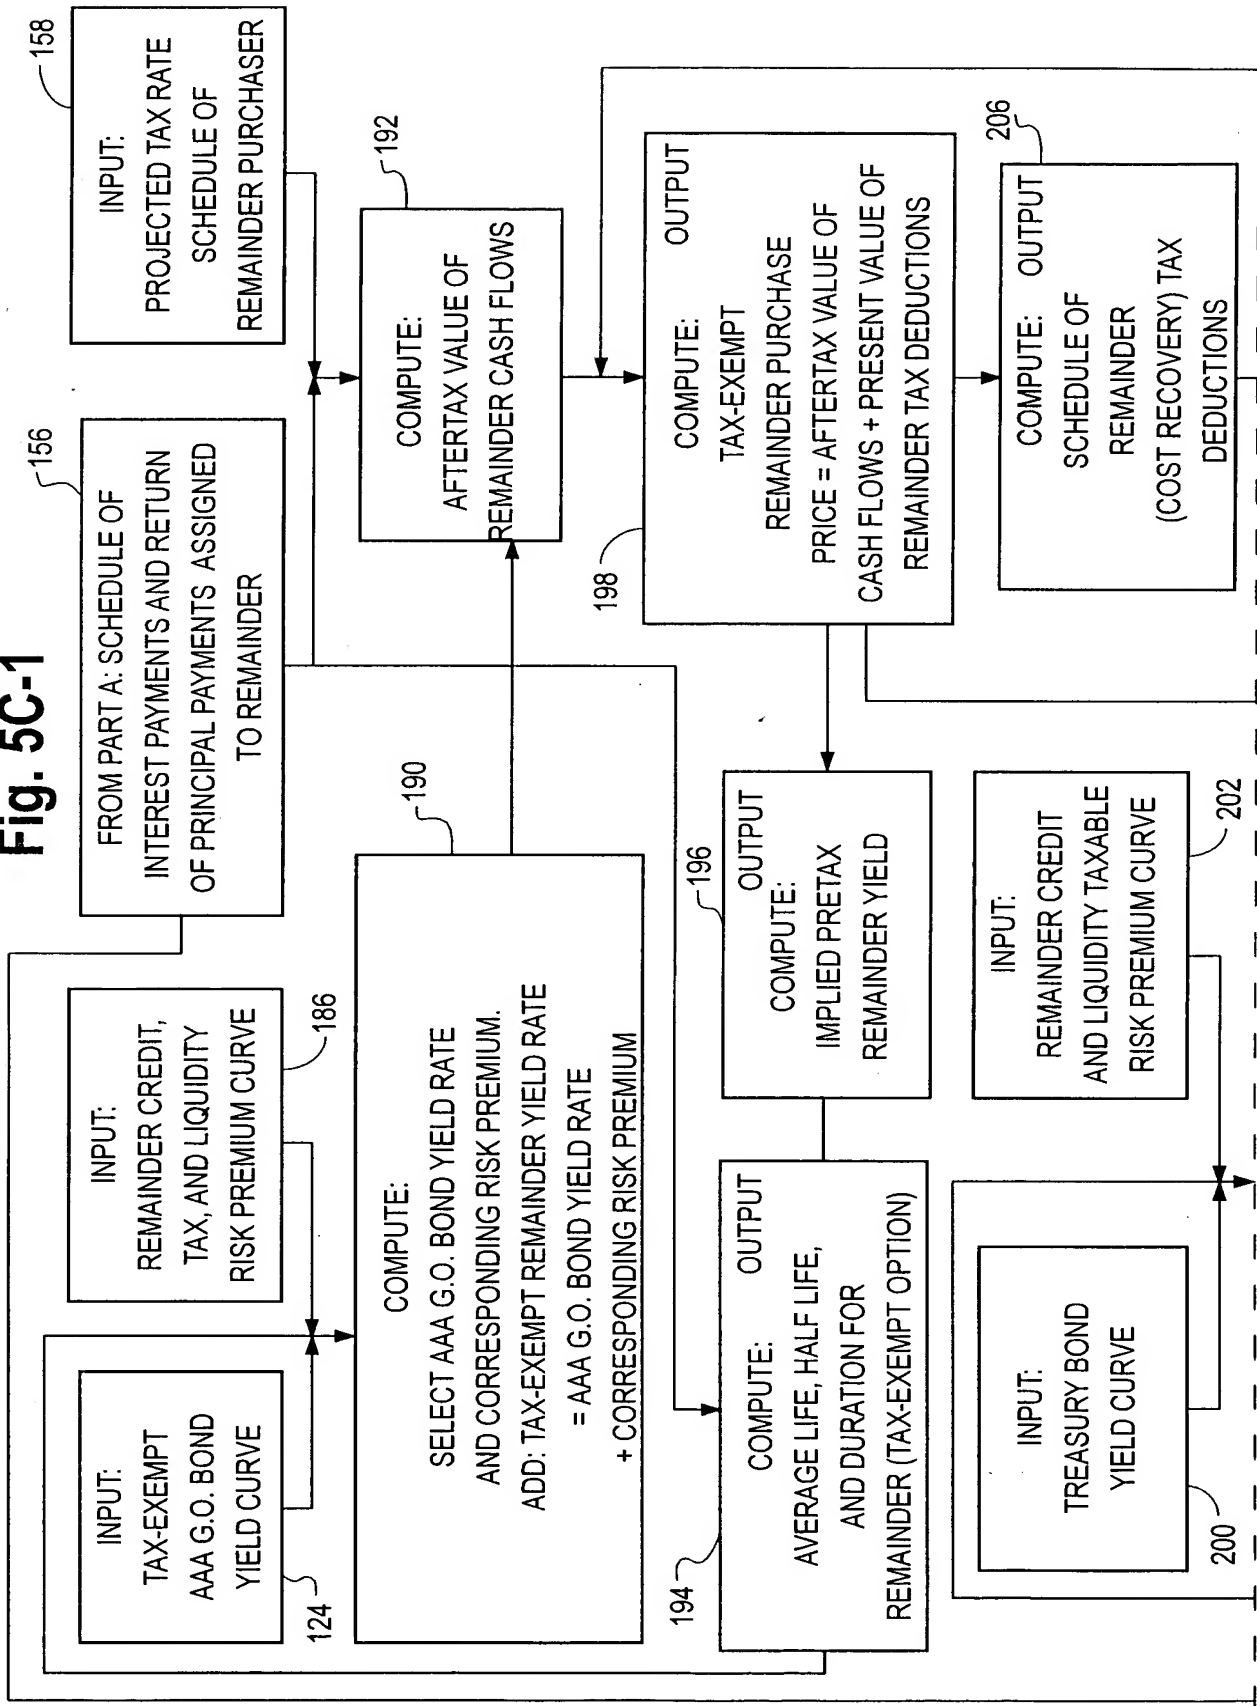 Fig. 5C-1
INPUT:
TAX-EXEMPT
AAA G.O. BOND
YIELD CURVE
124
INPUT:
REMAINDER CREDIT,
TAX, AND LIQUIDITY
RISK PREMIUM CURVE
186
FROM PART A: SCHEDULE OF
INTEREST PAYMENTS AND RETURN
OF PRINCIPAL PAYMENTS ASSIGNED
TO REMAINDER
156
INPUT:
PROJECTED TAX RATE
SCHEDULE OF
REMAINDER PURCHASER
158
COMPUTE:
SELECT AAA G.O. BOND YIELD RATE
AND CORRESPONDING RISK PREMIUM.
ADD: TAX-EXEMPT REMAINDER YIELD RATE
= AAA G.O. BOND YIELD RATE
+ CORRESPONDING RISK PREMIUM
190
COMPUTE:
AFTERTAX VALUE OF
REMAINDER CASH FLOWS
192
194
COMPUTE: OUTPUT
AVERAGE LIFE, HALF LIFE,
AND DURATION FOR
REMAINDER (TAX-EXEMPT OPTION)
196
OUTPUT
COMPUTE:
IMPLIED PRETAX
REMAINDER YIELD
198
COMPUTE: OUTPUT
TAX-EXEMPT
REMAINDER PURCHASE
PRICE = AFTERTAX VALUE OF
CASH FLOWS + PRESENT VALUE OF
REMAINDER TAX DEDUCTIONS
INPUT:
TREASURY BOND
YIELD CURVE
200
INPUT:
REMAINDER CREDIT
AND LIQUIDITY TAXABLE
RISK PREMIUM CURVE
202
COMPUTE: OUTPUT
SCHEDULE OF
REMAINDER
(COST RECOVERY) TAX
DEDUCTIONS
206